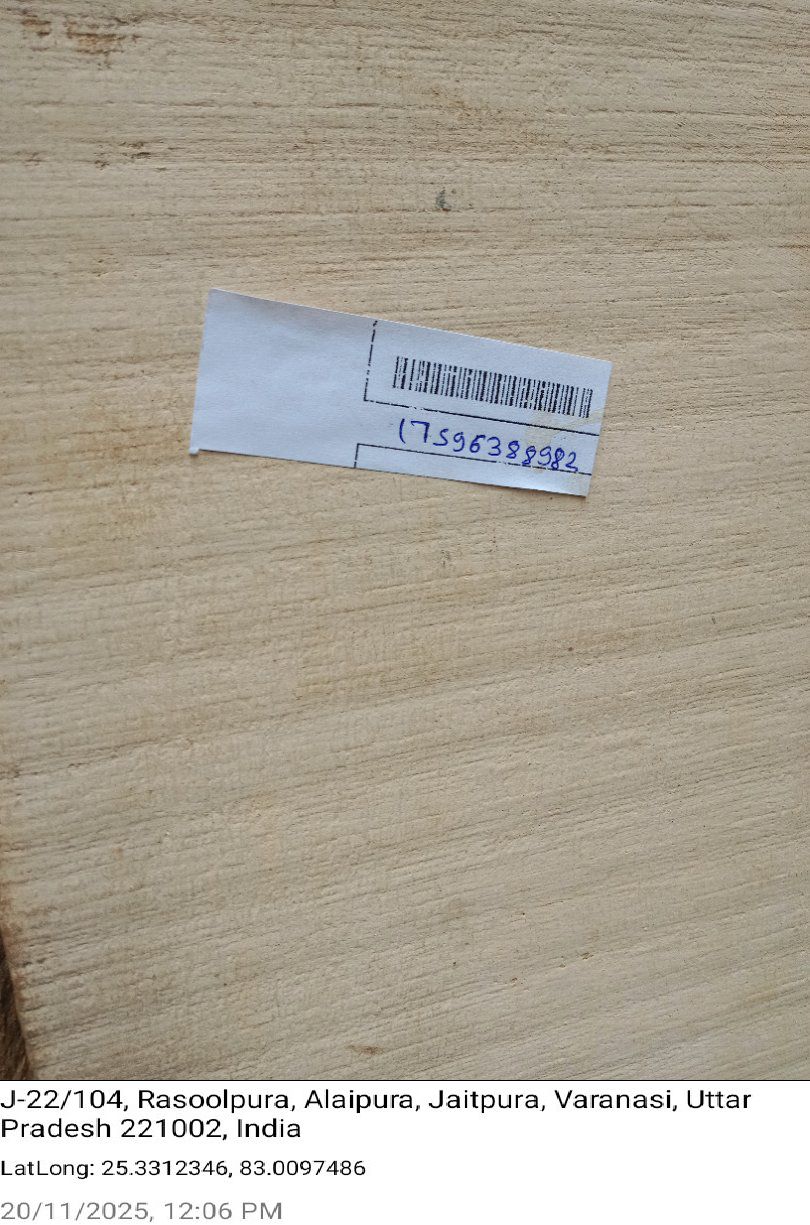 17596388982
J-22/104, Rasoolpura, Alaipura, Jaitpura, Varanasi, Uttar
Pradesh 221002, India
LatLong: 25.3312346, 83.0097486
20/11/2025, 12:06 PM